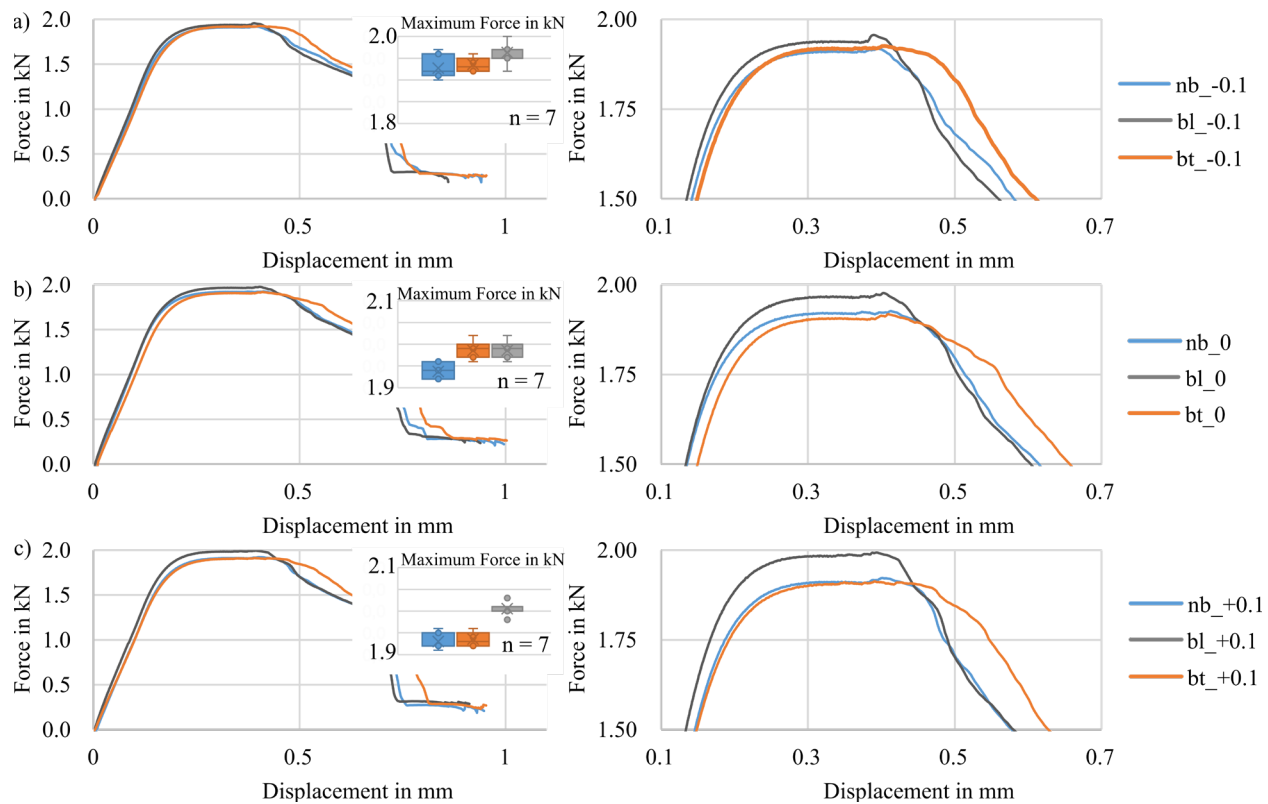 a)
Force in kN
2.0
1.5
1.0
0.5
0.0
0
0.5
1
Displacement in mm
Maximum Force in kN
2.0
1.8
n = 7
Force in kN
2.00
1.75
1.50
0.1
0.3
0.5
0.7
Displacement in mm
nb_-0.1
bl_-0.1
bt_-0.1
b)
Force in kN
2.0
1.5
1.0
0.5
0.0
0
0.5
1
Displacement in mm
Maximum Force in kN
2.1
1.9
n = 7
Force in kN
2.00
1.75
1.50
0.1
0.3
0.5
0.7
Displacement in mm
nb_0
bl_0
bt_0
c)
Force in kN
2.0
1.5
1.0
0.5
0.0
0
0.5
1
Displacement in mm
Maximum Force in kN
2.1
1.9
n = 7
Force in kN
2.00
1.75
1.50
0.1
0.3
0.5
0.7
Displacement in mm
nb_+0.1
bl_+0.1
bt_+0.1